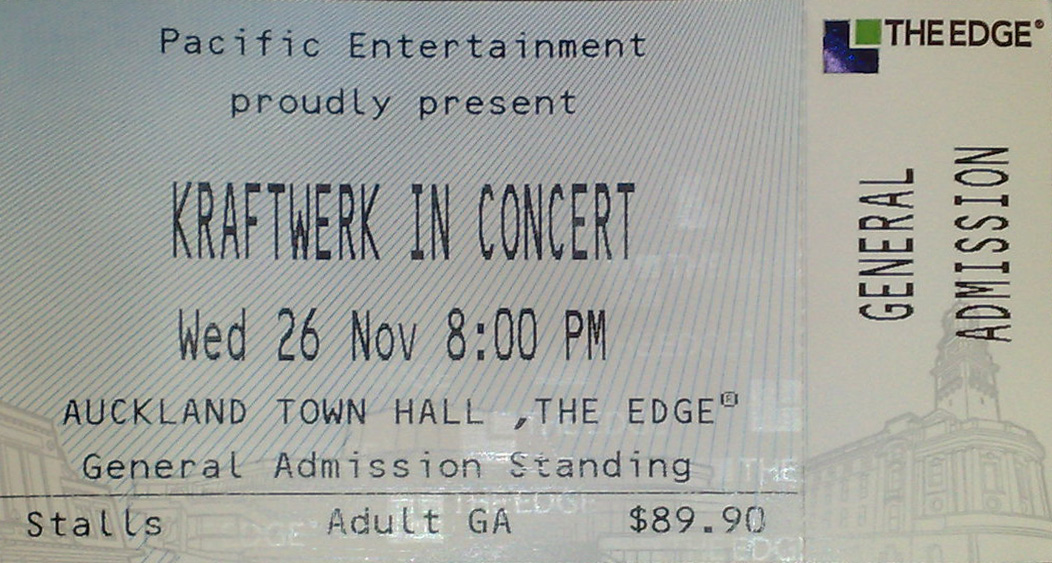 Pacific Entertainment
proudly present
KRAFTWERK IN CONCERT
Wed 26 Nov 8:00 PM
AUCKLAND TOWN HALL ,THE EDGE®
General Admission Standing
Stalls Adult GA $89.90
THE EDGE®
GENERAL
ADMISSION